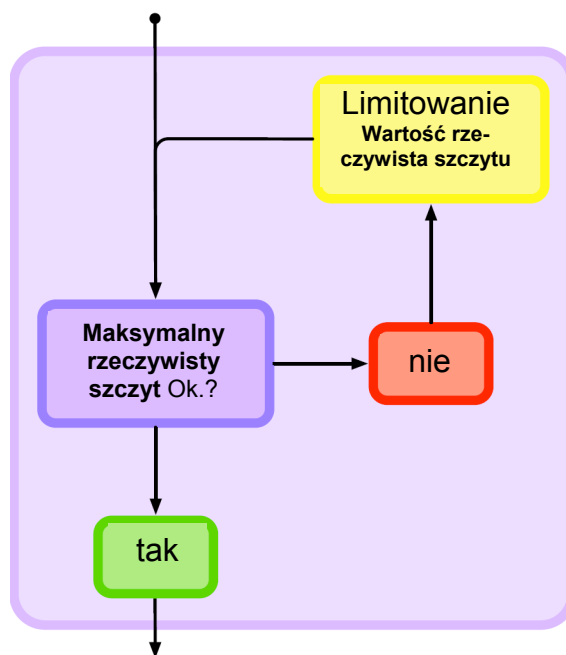 Limitowanie
Wartość rze-
czywista szczytu
Maksymalny
rzeczywisty
szczyt Ok.?
nie
tak